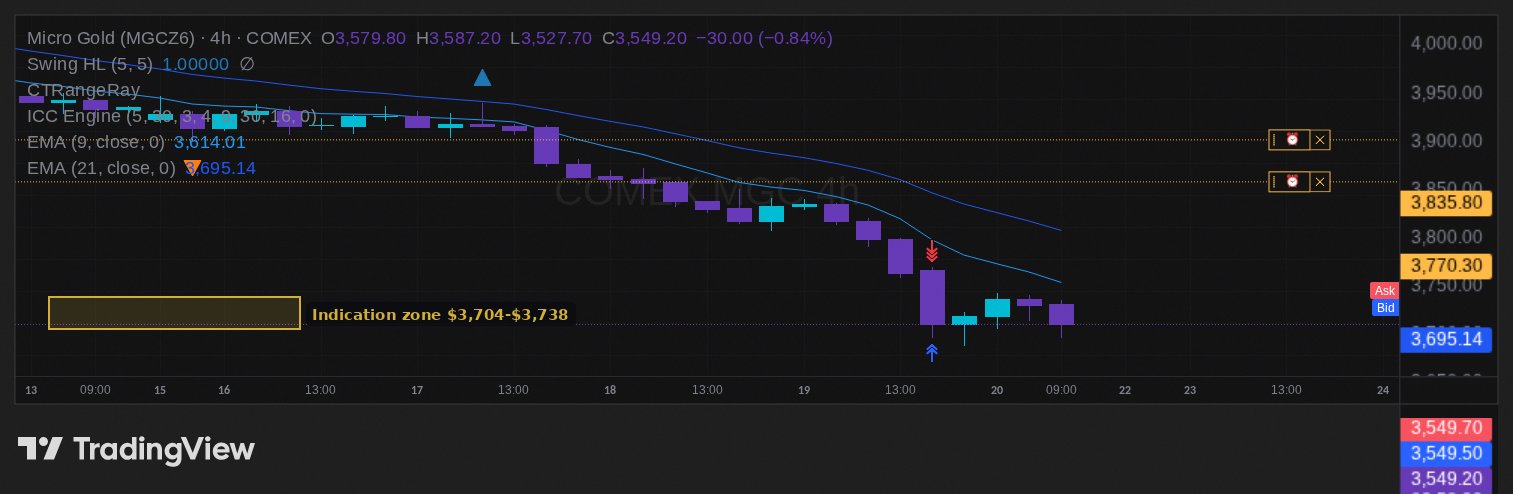 Micro Gold (MGCZ6) · 4h · COMEX O3,579.80 H3,587.20 L3,527.70 C3,549.20 −30.00 (−0.84%)
Swing HL (5, 5) 1.00000 ∅
CTRangeRay
ICC Engine (5, 30, 3, 4, 16, 0)
EMA (9, close, 0) 3,614.01
EMA (21, close, 0) 3,695.14
COMEX MGC 4h
Indication zone $3,704-$3,738
4,000.00
3,950.00
3,900.00
3,850.00
3,835.80
3,800.00
3,770.30
3,750.00
Ask
Bid
3,695.14
13 09:00 15 16 13:00 17 13:00 18 13:00 19 13:00 20 09:00 22 23 13:00 24
3,549.70
3,549.50
3,549.20
TradingView